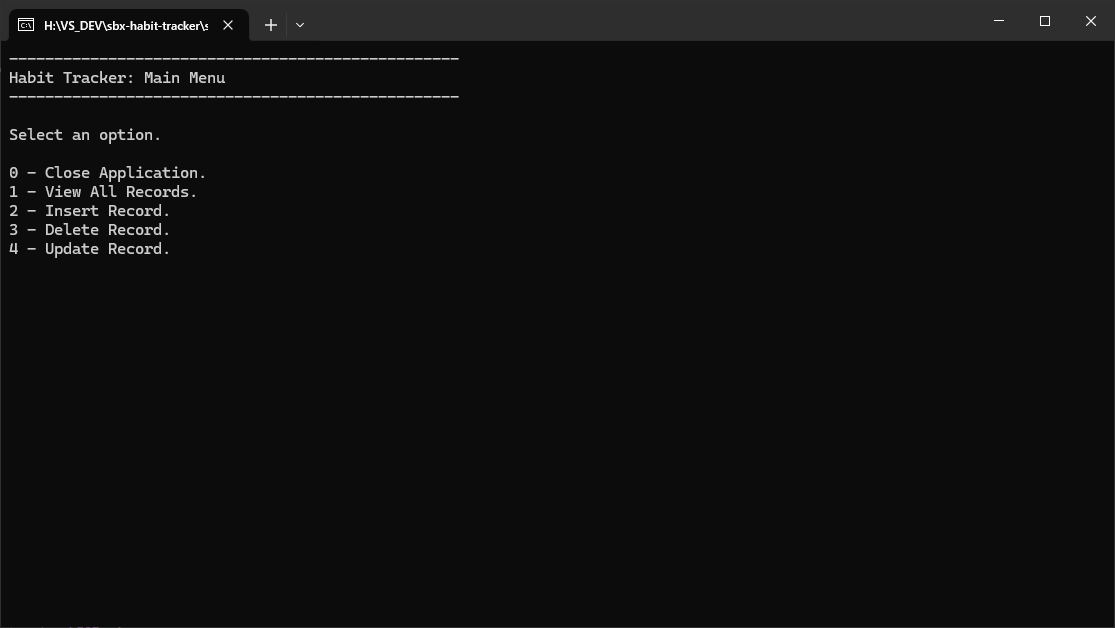 H:\VS_DEV\sbx-habit-tracker\s
--------------------------------------------------
Habit Tracker: Main Menu
--------------------------------------------------
Select an option.
0 - Close Application.
1 - View All Records.
2 - Insert Record.
3 - Delete Record.
4 - Update Record.